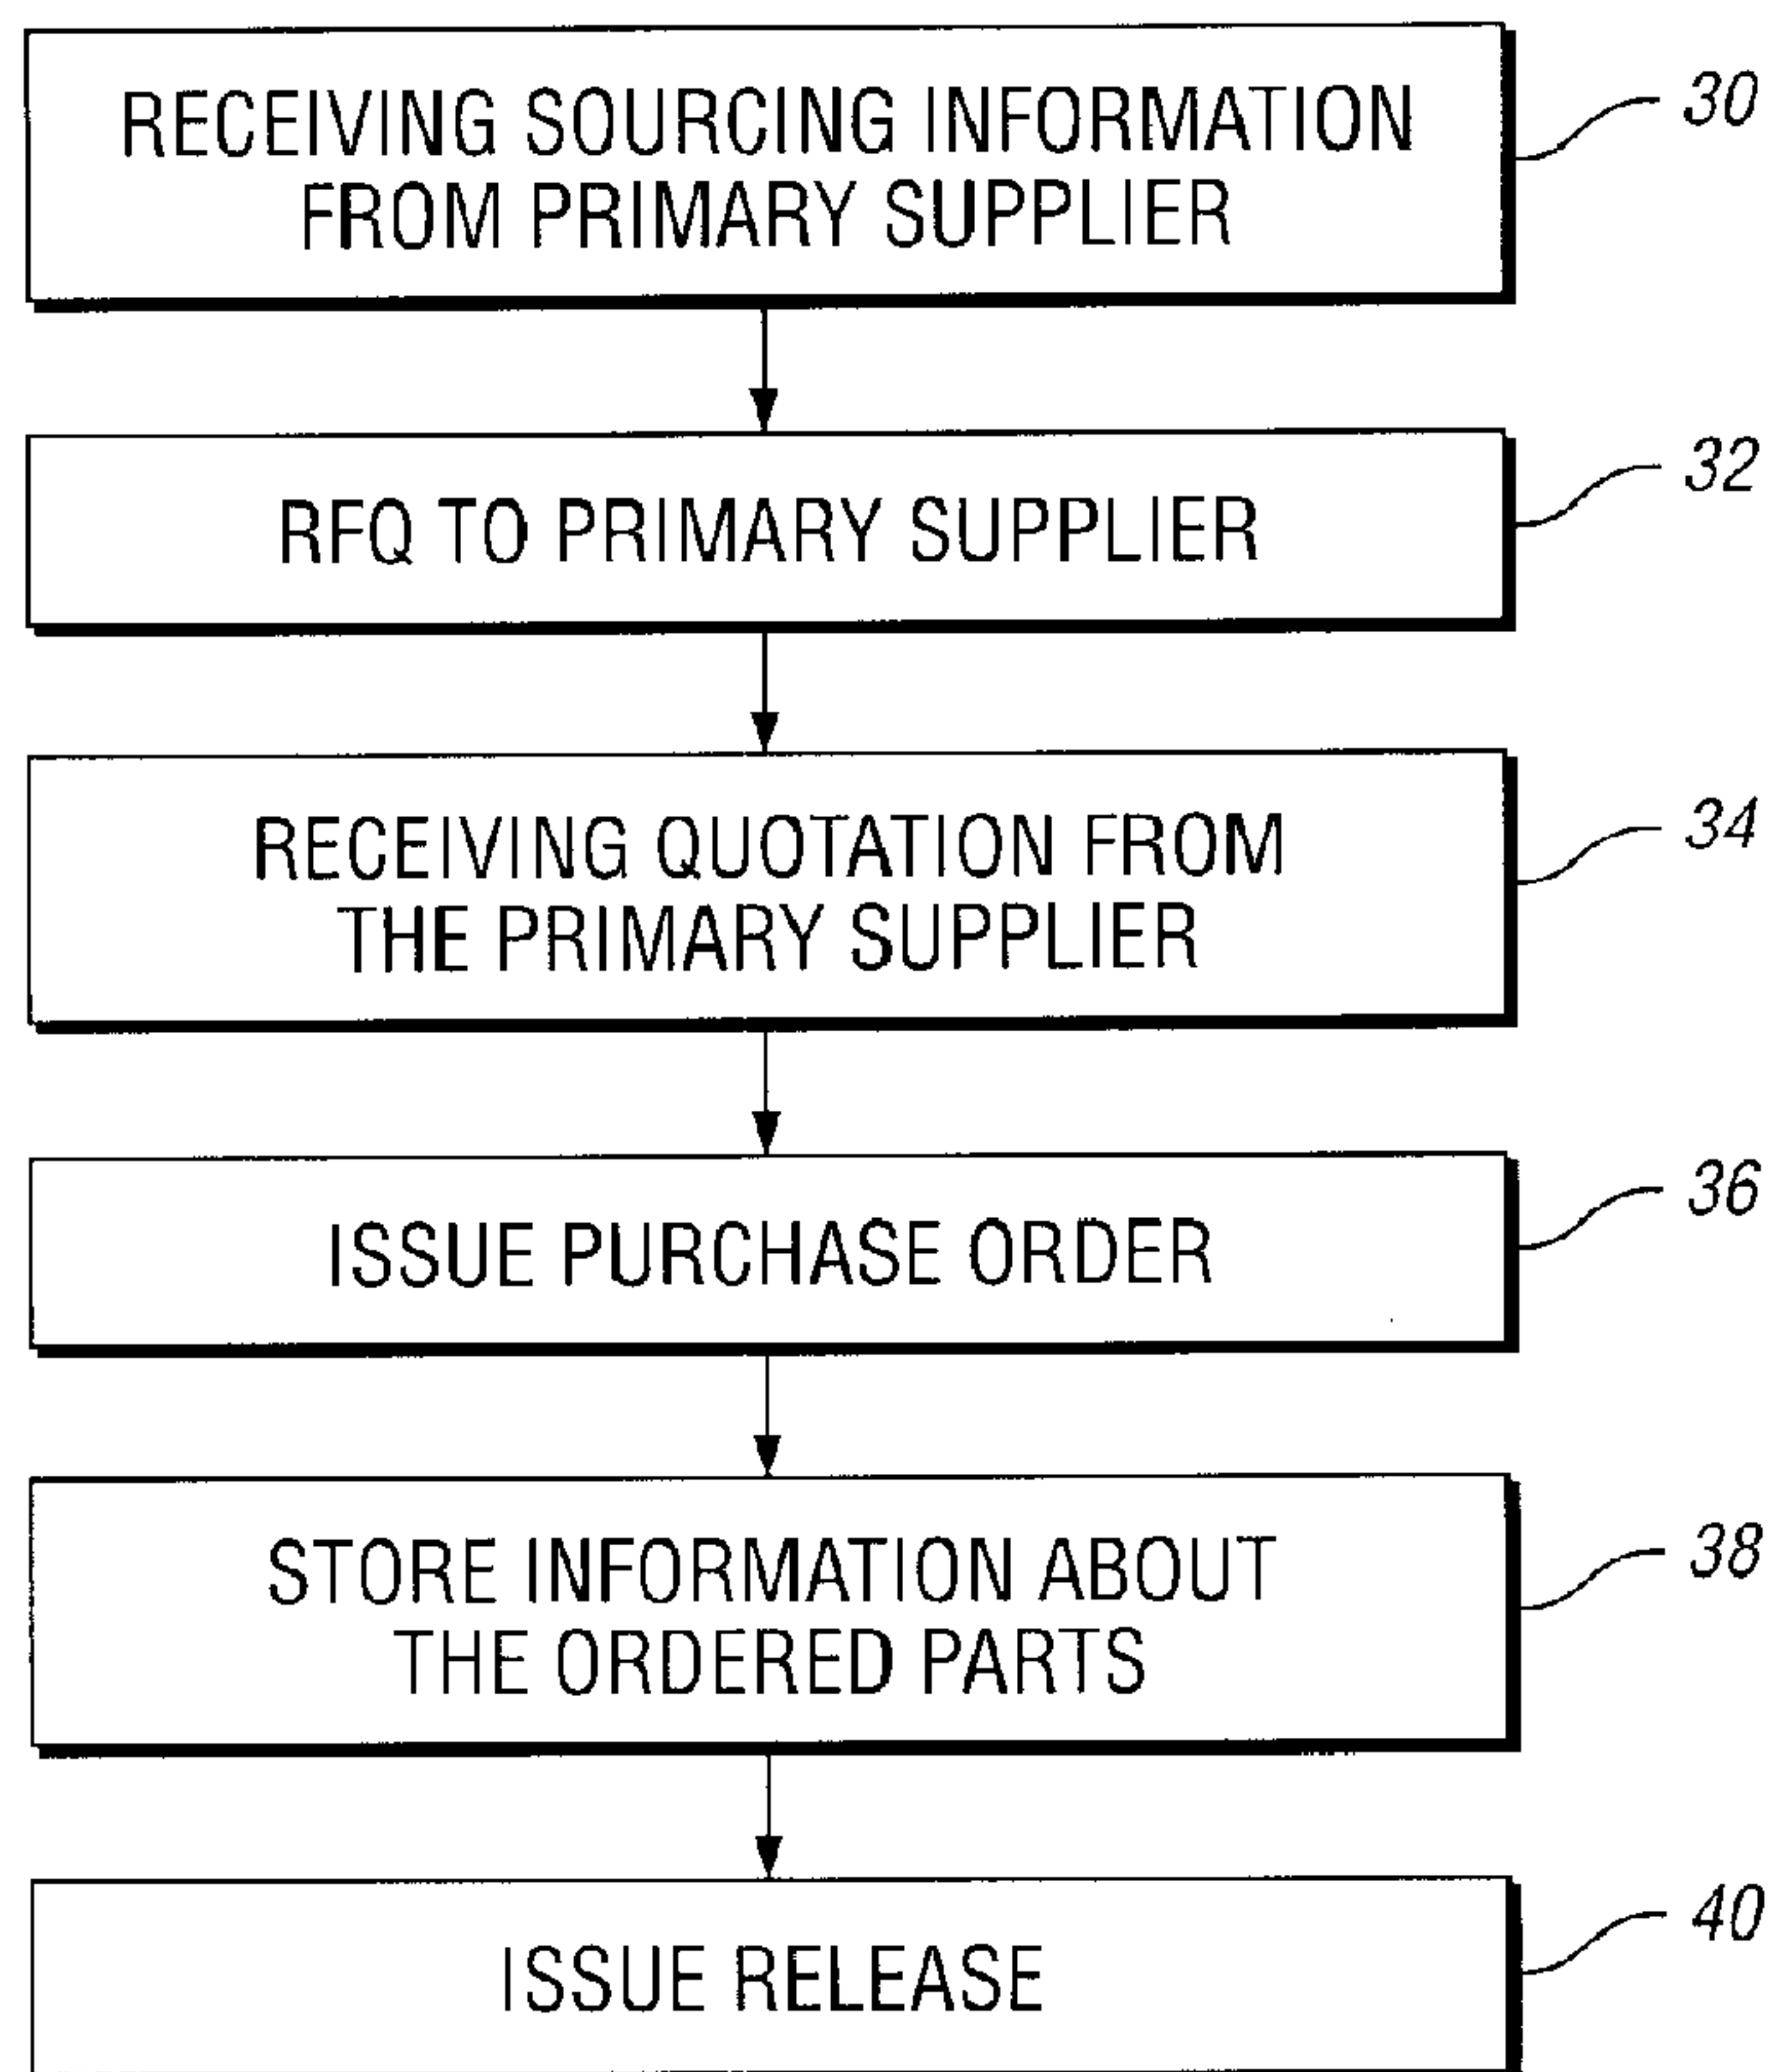 RECEIVING SOURCING INFORMATION
FROM PRIMARY SUPPLIER
30
RFQ TO PRIMARY SUPPLIER
32
RECEIVING QUOTATION FROM
THE PRIMARY SUPPLIER
34
ISSUE PURCHASE ORDER
36
STORE INFORMATION ABOUT
THE ORDERED PARTS
38
ISSUE RELEASE
40